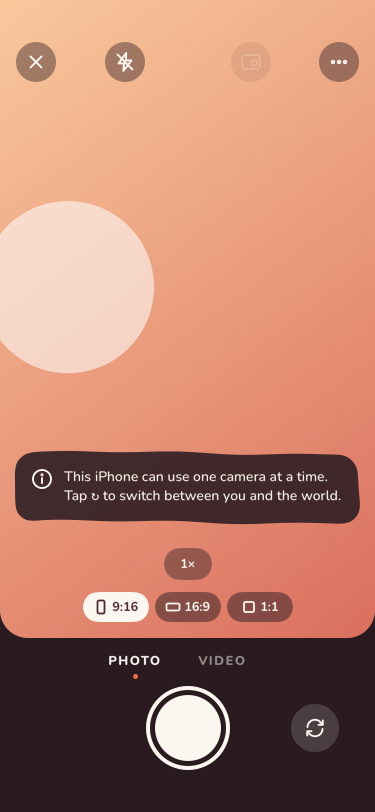 This iPhone can use one camera at a time.
Tap ↻ to switch between you and the world.
1×
9:16 16:9 1:1
PHOTO VIDEO